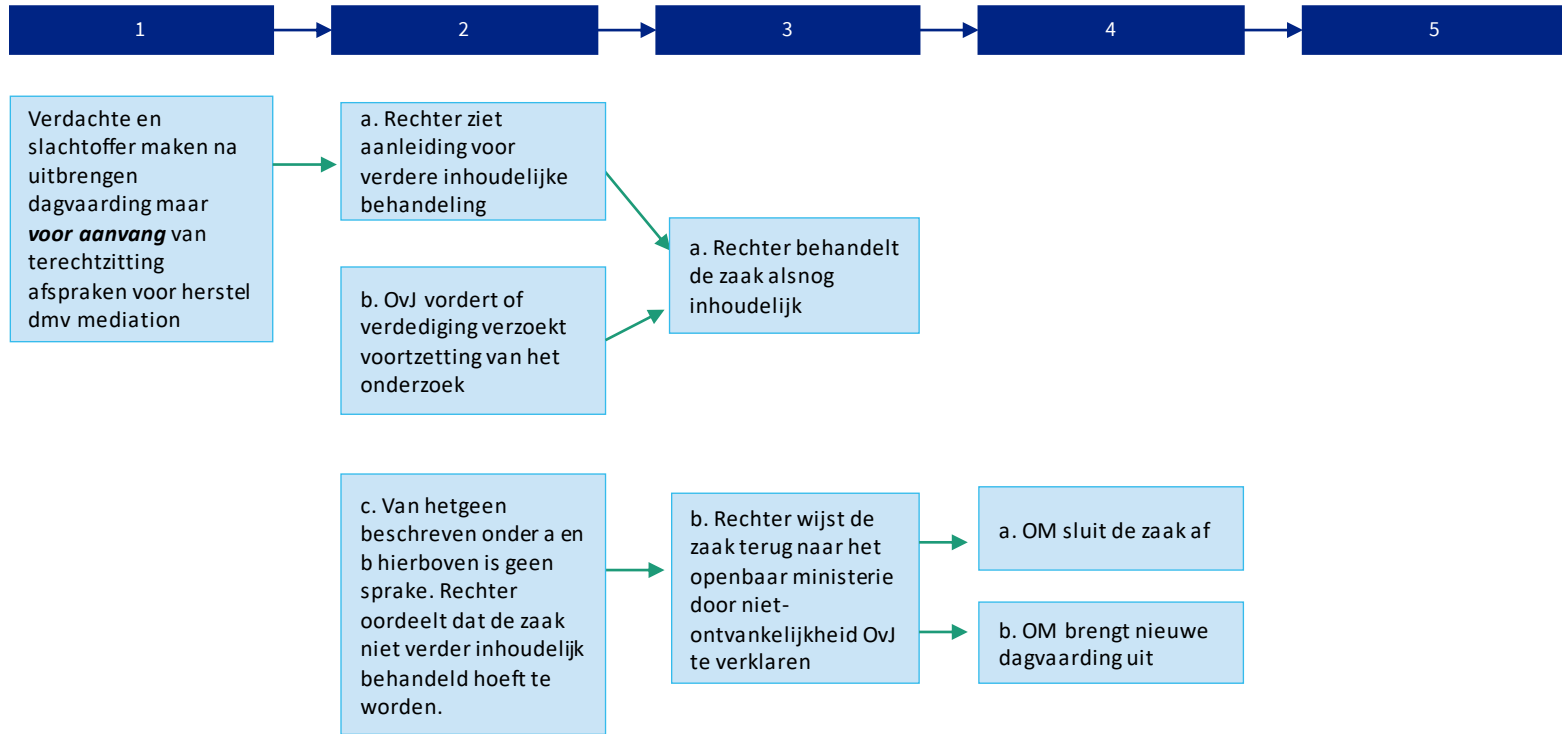 1
2
3
4
5
Verdachte en
slachtoffer maken na
uitbrengen
dagvaarding maar
voor aanvang van
terechtzitting
afspraken voor herstel
dmv mediation
a. Rechter ziet
aanleiding voor
verdere inhoudelijke
behandeling
b. OvJ vordert of
verdediging verzoekt
voortzetting van het
onderzoek
c. Van hetgeen
beschreven onder a en
b hierboven is geen
sprake. Rechter
oordeelt dat de zaak
niet verder inhoudelijk
behandeld hoeft te
worden.
a. Rechter behandelt
de zaak alsnog
inhoudelijk
b. Rechter wijst de
zaak terug naar het
openbaar ministerie
door niet-
ontvankelijkheid OvJ
te verklaren
a. OM sluit de zaak af
b. OM brengt nieuwe
dagvaarding uit